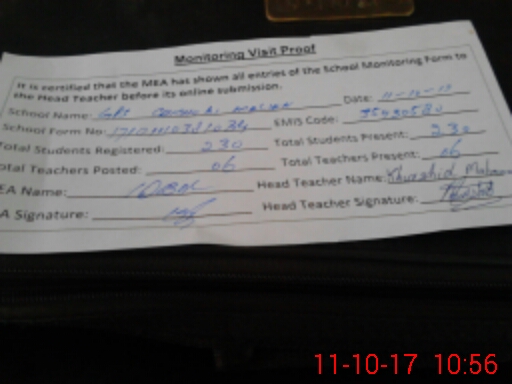 Monitoring Visit Proof
It is certified that the MEA has shown all entries of the School Monitoring Form to
the Head Teacher before its online submission.
School Name: Date: 11-10-17
School Form No: EMIS Code:
Total Students Registered: 230 Total Students Present: 230
Total Teachers Posted: 06 Total Teachers Present: 06
EA Name: Head Teacher Name: Khurshid
A Signature: Head Teacher Signature:
11-10-17 10:56